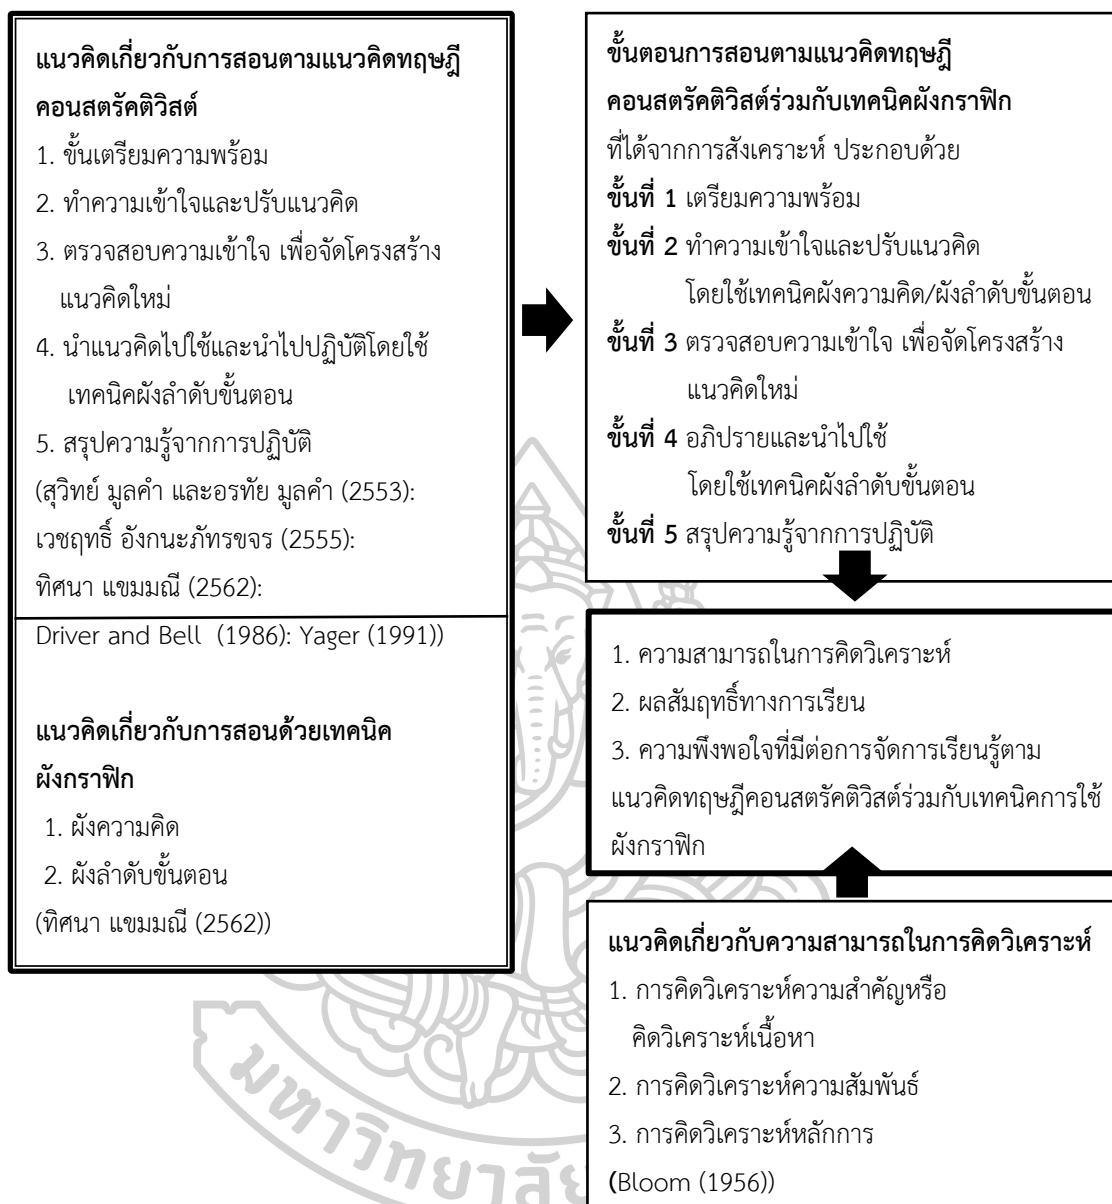 แนวคิดเกี่ยวกับการสอนตามแนวคิดทฤษฎี
คอนสตรัคติวิสต์
1. ขั้นเตรียมความพร้อม
2. ทำความเข้าใจและปรับแนวคิด
3. ตรวจสอบความเข้าใจ เพื่อจัดโครงสร้าง
แนวคิดใหม่
4. นำแนวคิดไปใช้และนำไปปฏิบัติโดยใช้
เทคนิคผังลำดับขั้นตอน
5. สรุปความรู้จากการปฏิบัติ
(สุวิทย์ มูลคำ และอรทัย มูลคำ (2553):
เวชฤทธิ์ อังกนะภัทรขจร (2555):
ทิศนา แขมมณี (2562):
Driver and Bell (1986): Yager (1991))
แนวคิดเกี่ยวกับการสอนด้วยเทคนิค
ผังกราฟิก
1. ผังความคิด
2. ผังลำดับขั้นตอน
(ทิศนา แขมมณี (2562))
ขั้นตอนการสอนตามแนวคิดทฤษฎี
คอนสตรัคติวิสต์ร่วมกับเทคนิคผังกราฟิก
ที่ได้จากการสังเคราะห์ ประกอบด้วย
ขั้นที่ 1 เตรียมความพร้อม
ขั้นที่ 2 ทำความเข้าใจและปรับแนวคิด
โดยใช้เทคนิคผังความคิด/ผังลำดับขั้นตอน
ขั้นที่ 3 ตรวจสอบความเข้าใจ เพื่อจัดโครงสร้าง
แนวคิดใหม่
ขั้นที่ 4 อภิปรายและนำไปใช้
โดยใช้เทคนิคผังลำดับขั้นตอน
ขั้นที่ 5 สรุปความรู้จากการปฏิบัติ
1. ความสามารถในการคิดวิเคราะห์
2. ผลสัมฤทธิ์ทางการเรียน
3. ความพึงพอใจที่มีต่อการจัดการเรียนรู้ตาม
แนวคิดทฤษฎีคอนสตรัคติวิสต์ร่วมกับเทคนิคการใช้
ผังกราฟิก
แนวคิดเกี่ยวกับความสามารถในการคิดวิเคราะห์
1. การคิดวิเคราะห์ความสำคัญหรือ
คิดวิเคราะห์เนื้อหา
2. การคิดวิเคราะห์ความสัมพันธ์
3. การคิดวิเคราะห์หลักการ
(Bloom (1956))
มหาวิทยาลัย